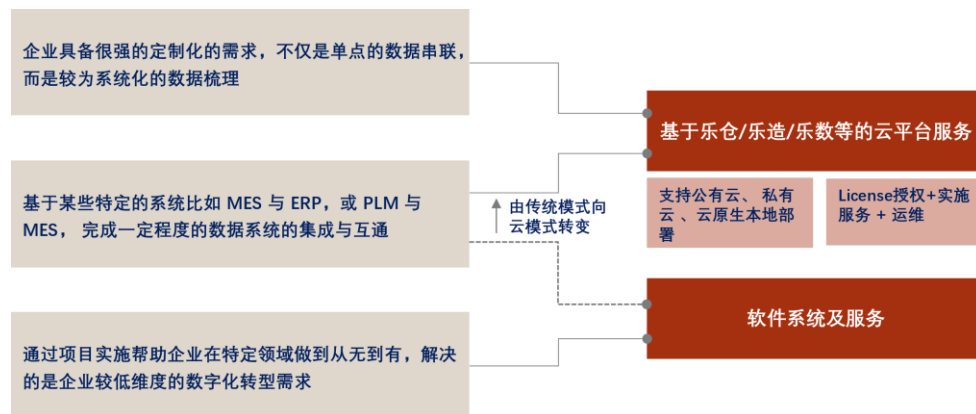 企业具备很强的定制化的需求，不仅是单点的数据串联，
而是较为系统化的数据梳理
基于乐仓/乐造/乐数等的云平台服务
基于某些特定的系统比如 MES 与 ERP，或 PLM 与
MES， 完成一定程度的数据系统的集成与互通
由传统模式向
云模式转变
支持公有云、 私有
云 、云原生本地部
署
License授权+实施
服务 + 运维
软件系统及服务
通过项目实施帮助企业在特定领域做到从无到有，解决
的是企业较低维度的数字化转型需求